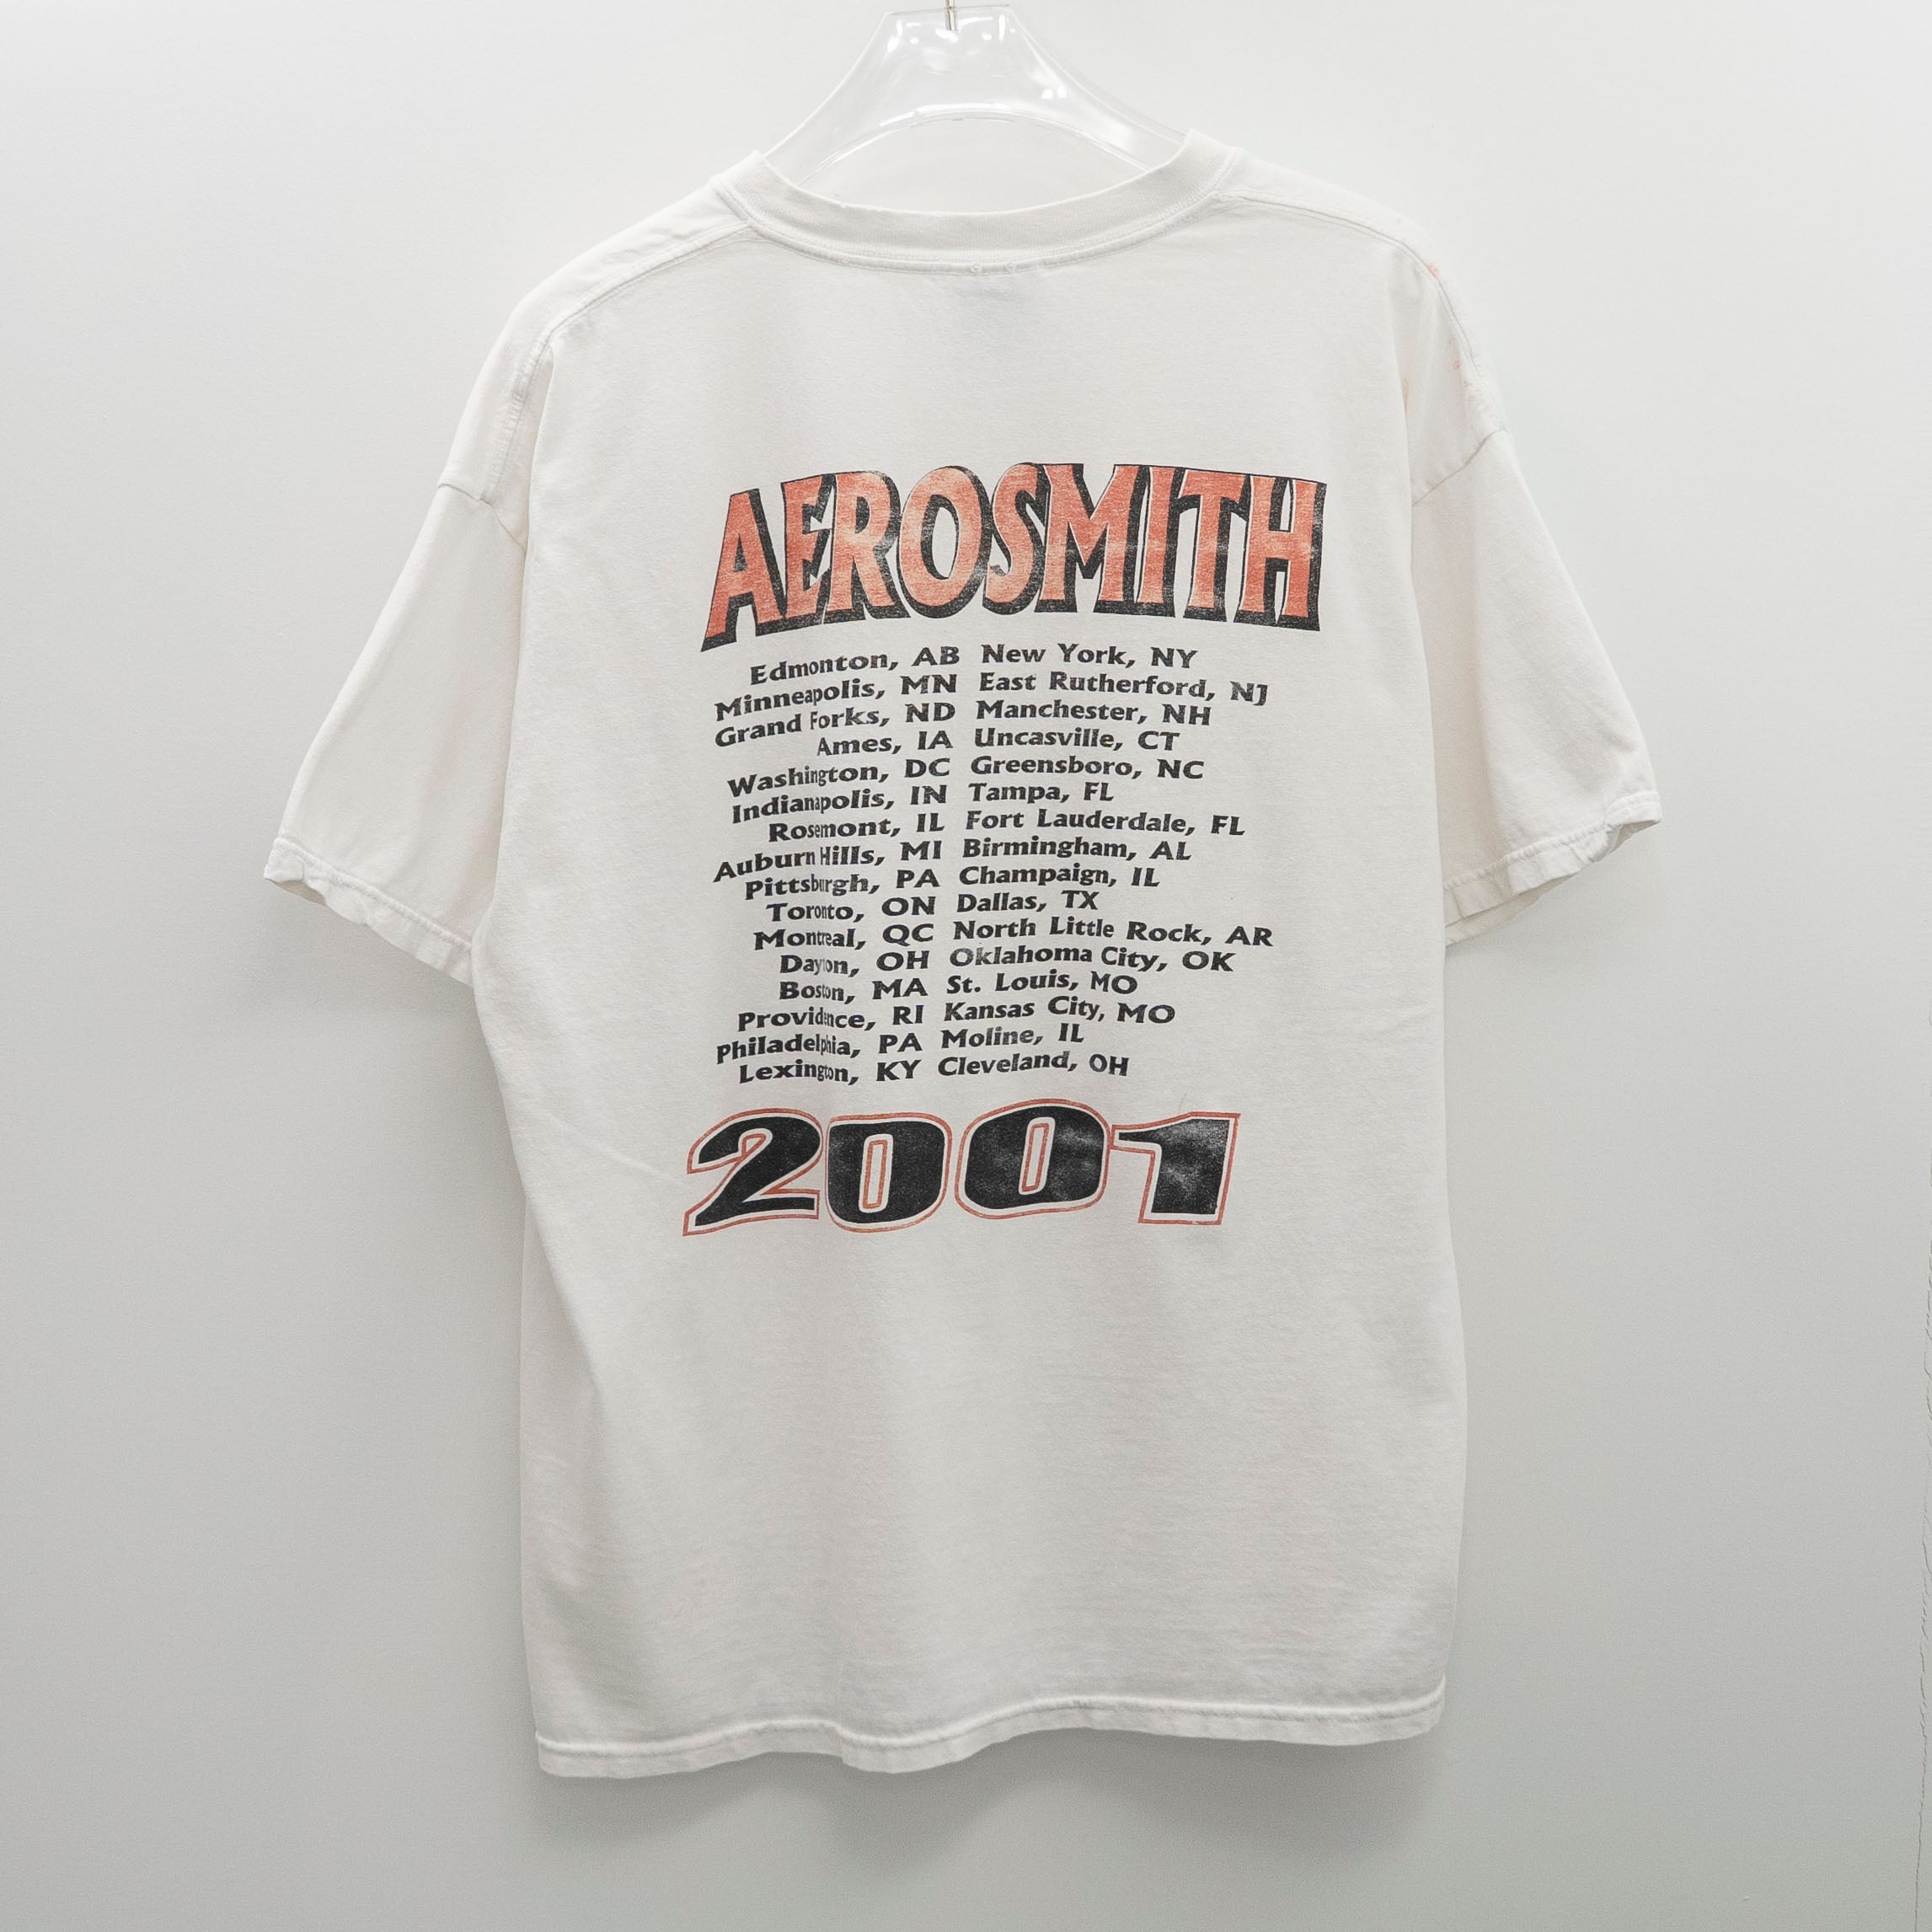 AEROSMITH
Edmonton, AB New York, NY
Minneapolis, MN East Rutherford, NJ
Grand Forks, ND Manchester, NH
Ames, IA Uncasville, CT
Washington, DC Greensboro, NC
Indianapolis, IN Tampa, FL
Rosemont, IL Fort Lauderdale, FL
Auburn Hills, MI Birmingham, AL
Pittsburgh, PA Champaign, IL
Toronto, ON Dallas, TX
Montreal, QC North Little Rock, AR
Dayton, OH Oklahoma City, OK
Boston, MA St. Louis, MO
Providence, RI Kansas City, MO
Philadelphia, PA Moline, IL
Lexington, KY Cleveland, OH
2001